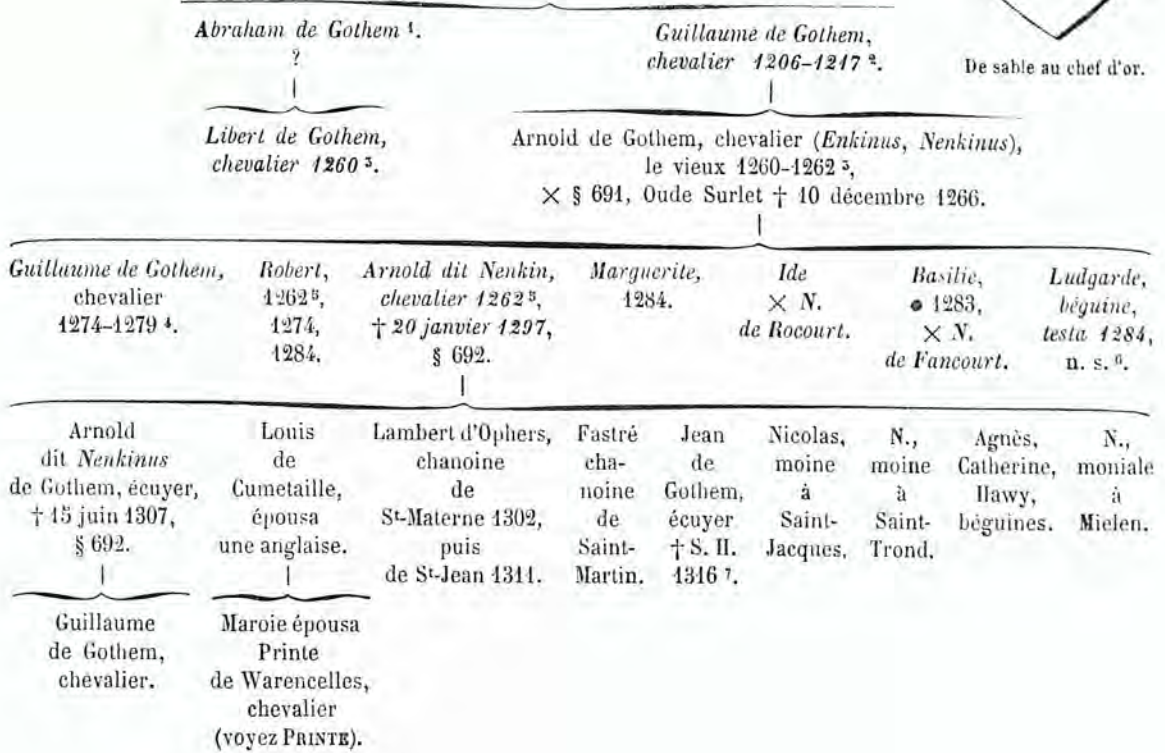 Abraham de Gothem ¹.
?
Guillaume de Gothem,
chevalier 1206-1217 ².
De sable au chef d'or.
Libert de Gothem,
chevalier 1260 ³.
Arnold de Gothem, chevalier (Enkinus, Nenkinus),
le vieux 1260-1262 ³,
× § 691, Oude Surlet † 10 décembre 1266.
Guillaume de Gothem,
chevalier
1274-1279 ⁴.
Robert,
1262 ⁵,
1274,
1284.
Arnold dit Nenkin,
chevalier 1262 ⁵,
† 20 janvier 1297,
§ 692.
Marguerite,
1284.
Ide
× N.
de Rocourt.
Basilie,
● 1283,
× N.
de Fancourt.
Ludgarde,
béguine,
testa 1284,
n. s. ⁶.
Arnold
dit Nenkinus
de Gothem, écuyer,
† 15 juin 1307,
§ 692.
Louis
de
Cumetaille,
épousa
une anglaise.
Lambert d'Ophers,
chanoine
de
Sᵗ-Materne 1302,
puis
de Sᵗ-Jean 1311.
Fastré
cha-
noine
de
Saint-
Martin.
Jean
de
Gothem,
écuyer
† S. H.
1316 ⁷.
Nicolas,
moine
à
Saint-
Jacques.
N.,
moine
à
Saint-
Trond.
Agnès,
Catherine,
Hawy,
béguines.
N.,
moniale
à
Mielen.
Guillaume
de Gothem,
chevalier.
Maroie épousa
Printe
de Warencelles,
chevalier
(voyez PRINTE).